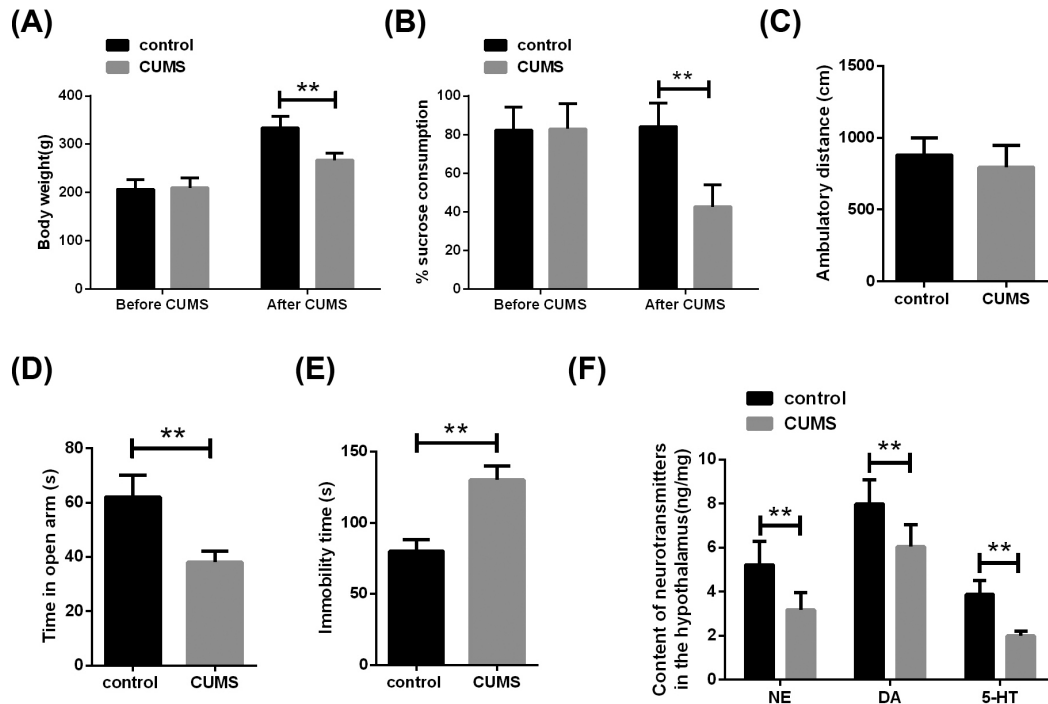 (A)
control
CUMS
**
400
300
200
100
0
Body weight(g)
Before CUMS
After CUMS
(B)
control
CUMS
**
100
80
60
40
20
0
% sucrose consumption
Before CUMS
After CUMS
(C)
1500
1000
500
0
Ambulatory distance (cm)
control
CUMS
(D)
**
80
60
40
20
0
Time in open arm (s)
control
CUMS
(E)
**
150
100
50
0
Immobility time (s)
control
CUMS
(F)
control
CUMS
**
**
**
10
8
6
4
2
0
Content of neurotransmitters
in the hypothalamus(ng/mg)
NE
DA
5-HT